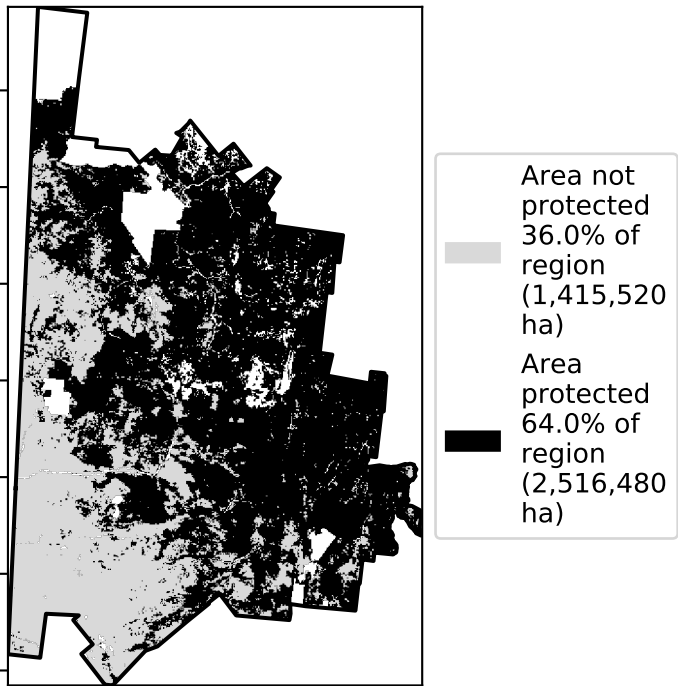 Area not
protected
36.0% of
region
(1,415,520
ha)
Area
protected
64.0% of
region
(2,516,480
ha)